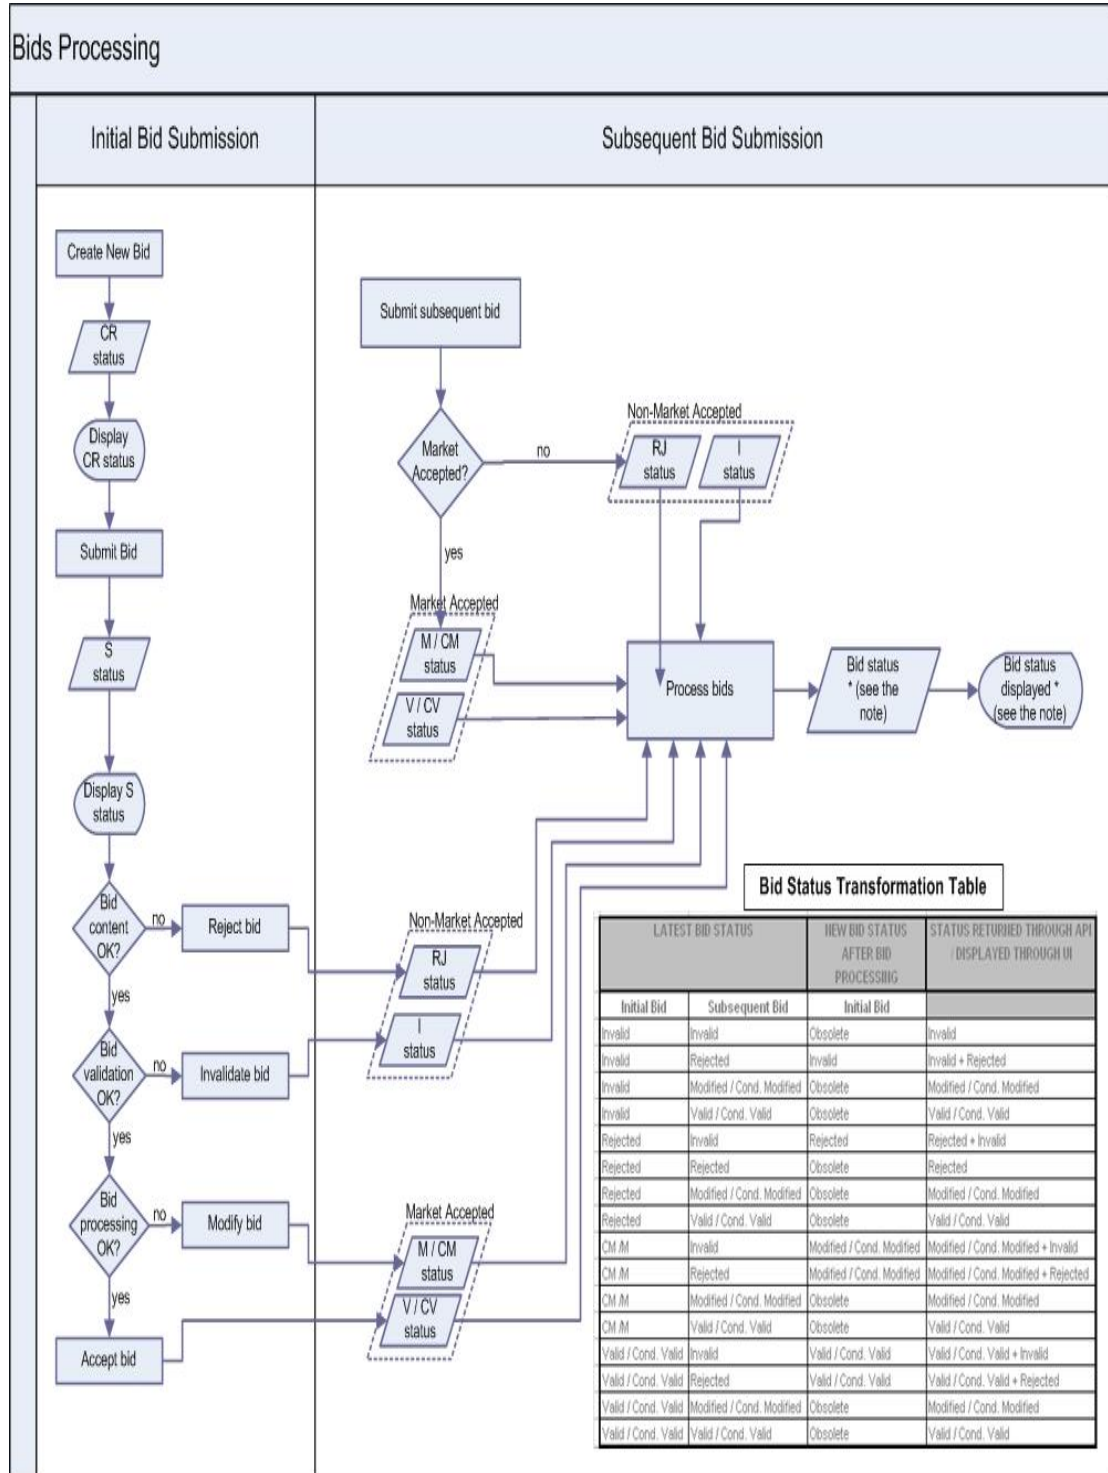 Bids Processing
Initial Bid Submission
Subsequent Bid Submission
Create New Bid
CR
status
Display
CR status
Submit Bid
S
status
Display S
status
Bid
content
OK?
no
Reject bid
yes
Bid
validation
OK?
no
Invalidate bid
yes
Bid
processing
OK?
no
Modify bid
yes
Accept bid
Submit subsequent bid
Market
Accepted?
no
yes
Non-Market Accepted
RJ
status
I
status
Market Accepted
M / CM
status
V / CV
status
Process bids
Bid status
* (see the
note)
Bid status
displayed *
(see the note)
Non-Market Accepted
RJ
status
I
status
Market Accepted
M / CM
status
V / CV
status
Bid Status Transformation Table
LATEST BID STATUS
NEW BID STATUS
AFTER BID
PROCESSING
STATUS RETURNED THROUGH API
/ DISPLAYED THROUGH UI
Initial Bid Subsequent Bid Initial Bid
Invalid Invalid Obsolete Invalid
Invalid Rejected Invalid Invalid + Rejected
Invalid Modified / Cond. Modified Obsolete Modified / Cond. Modified
Invalid Valid / Cond. Valid Obsolete Valid / Cond. Valid
Rejected Invalid Rejected Rejected + Invalid
Rejected Rejected Obsolete Rejected
Rejected Modified / Cond. Modified Obsolete Modified / Cond. Modified
Rejected Valid / Cond. Valid Obsolete Valid / Cond. Valid
CM /M Invalid Modified / Cond. Modified Modified / Cond. Modified + Invalid
CM /M Rejected Modified / Cond. Modified Modified / Cond. Modified + Rejected
CM /M Modified / Cond. Modified Obsolete Modified / Cond. Modified
CM /M Valid / Cond. Valid Obsolete Valid / Cond. Valid
Valid / Cond. Valid Invalid Valid / Cond. Valid Valid / Cond. Valid + Invalid
Valid / Cond. Valid Rejected Valid / Cond. Valid Valid / Cond. Valid + Rejected
Valid / Cond. Valid Modified / Cond. Modified Obsolete Modified / Cond. Modified
Valid / Cond. Valid Valid / Cond. Valid Obsolete Valid / Cond. Valid